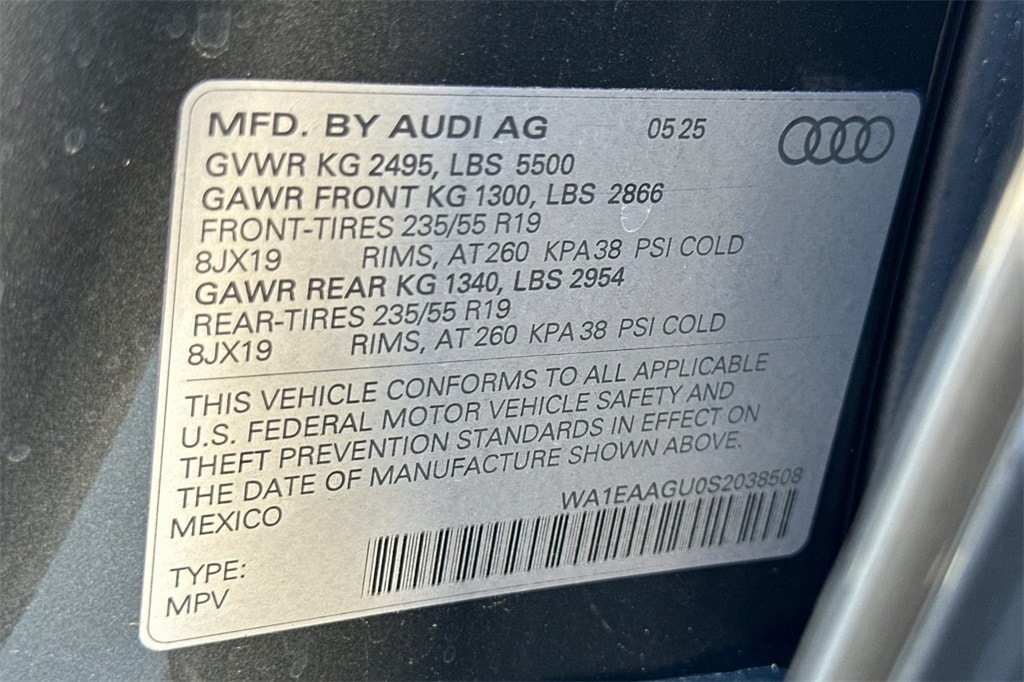 MFD. BY AUDI AG 05 25
GVWR KG 2495, LBS 5500
GAWR FRONT KG 1300, LBS 2866
FRONT-TIRES 235/55 R19
8JX19 RIMS, AT 260 KPA 38 PSI COLD
GAWR REAR KG 1340, LBS 2954
REAR-TIRES 235/55 R19
8JX19 RIMS, AT 260 KPA 38 PSI COLD
THIS VEHICLE CONFORMS TO ALL APPLICABLE
U.S. FEDERAL MOTOR VEHICLE SAFETY AND
THEFT PREVENTION STANDARDS IN EFFECT ON
THE DATE OF MANUFACTURE SHOWN ABOVE.
MEXICO WA1EAAGU0S2038508
TYPE:
MPV